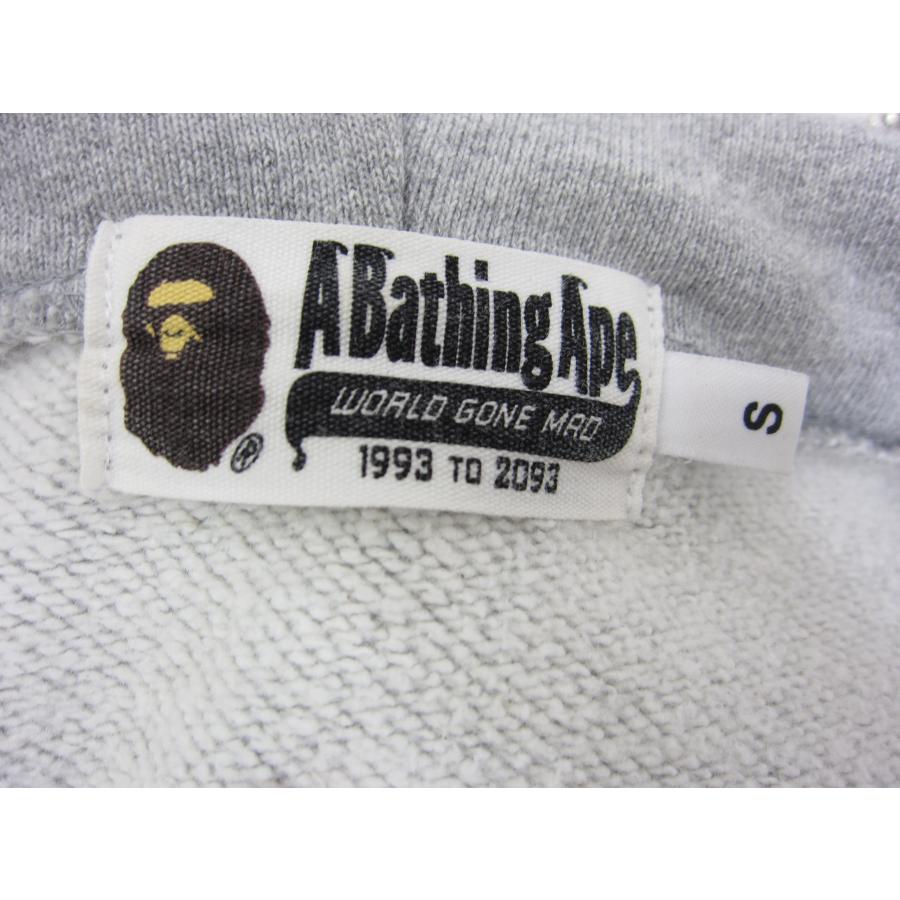 A Bathing Ape
WORLD GONE MAD
1993 TO 2093
®
S